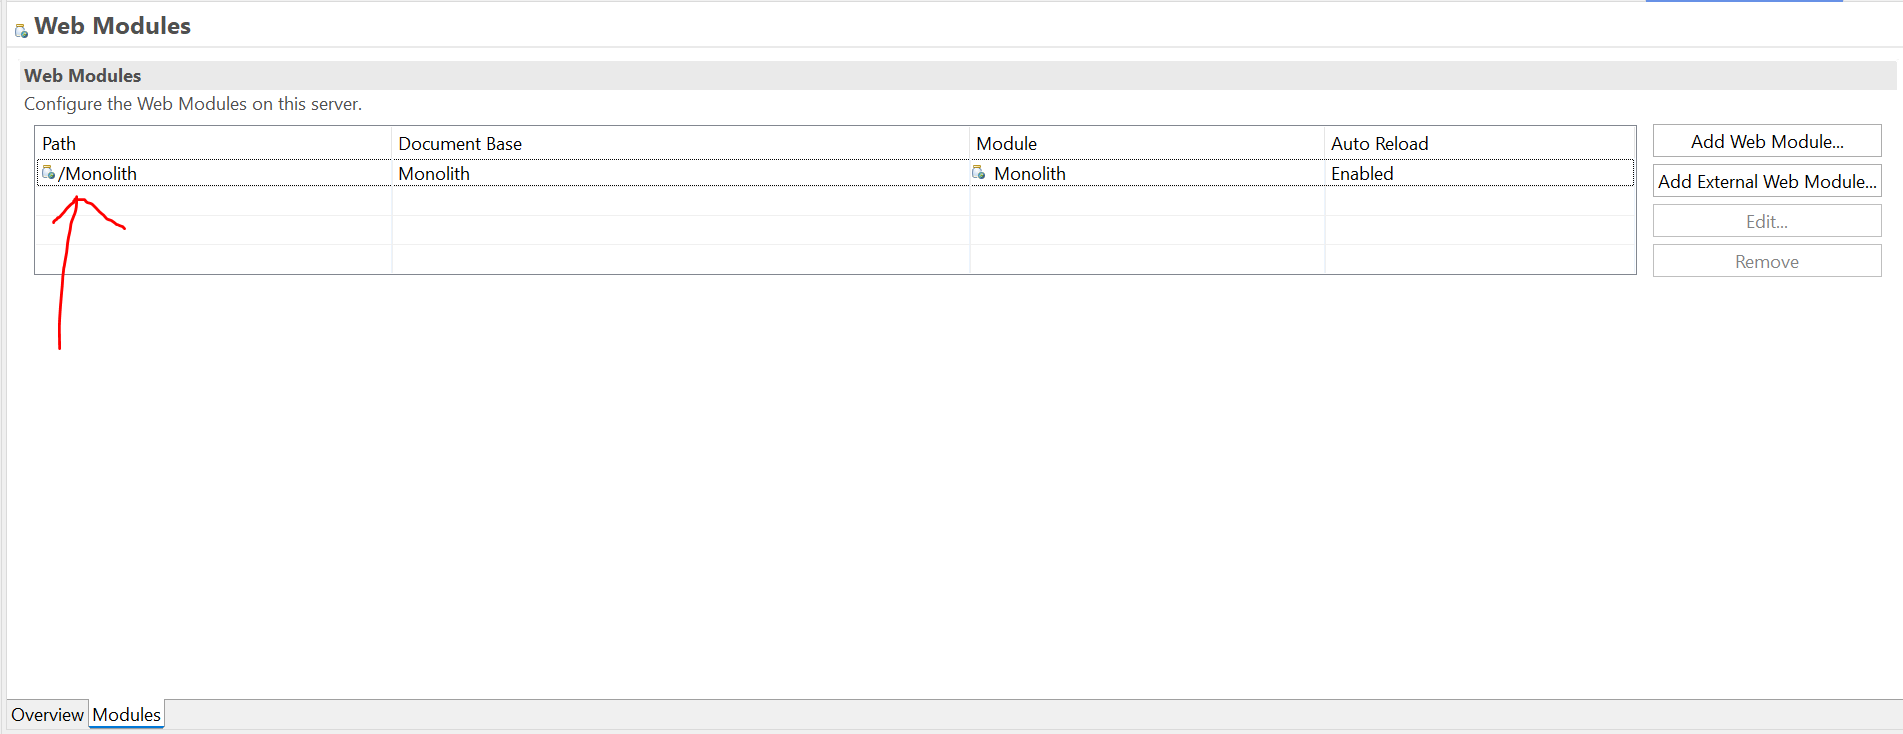 Web Modules
Web Modules
Configure the Web Modules on this server.
Path Document Base Module Auto Reload
/Monolith Monolith Monolith Enabled
Add Web Module...
Add External Web Module...
Edit...
Remove
Overview Modules